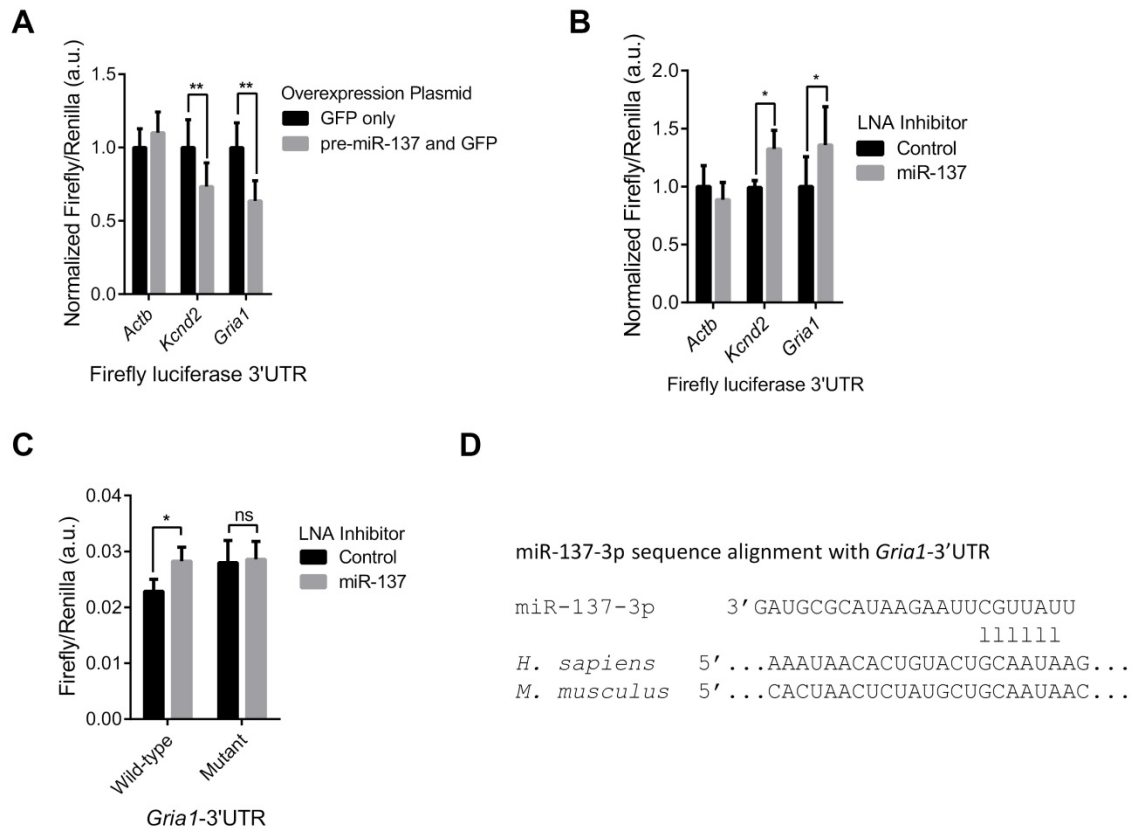 A
Normalized Firefly/Renilla (a.u.)
1.5
1.0
0.5
0.0
**
**
Actb
Kcnd2
Gria1
Firefly luciferase 3'UTR
Overexpression Plasmid
GFP only
pre-miR-137 and GFP
B
Normalized Firefly/Renilla (a.u.)
2.0
1.5
1.0
0.5
0.0
*
*
Actb
Kcnd2
Gria1
Firefly luciferase 3'UTR
LNA Inhibitor
Control
miR-137
C
Firefly/Renilla (a.u.)
0.04
0.03
0.02
0.01
0.00
*
ns
Wild-type
Mutant
Gria1-3'UTR
LNA Inhibitor
Control
miR-137
D
miR-137-3p sequence alignment with Gria1-3’UTR
miR-137-3p 3’GAUGCGCAUAAGAAUUCGUUAUU
llllll
H. sapiens 5’...AAAUAACACUGUACUGCAAUAAG...
M. musculus 5’...CACUAACUCUAUGCUGCAAUAAC...